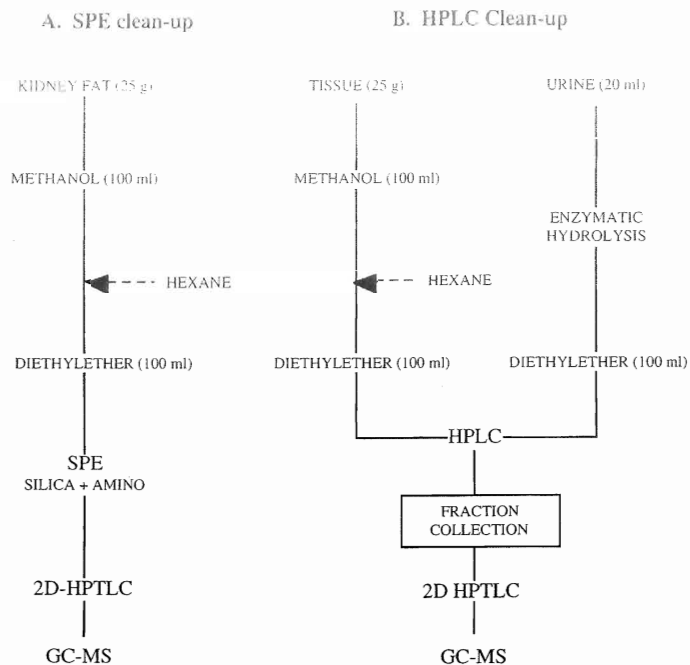 A. SPE clean-up
KIDNEY FAT (25 g)
METHANOL (100 ml)
HEXANE
DIETHYLETHER (100 ml)
SPE
SILICA + AMINO
2D-HPTLC
GC-MS
B. HPLC Clean-up
TISSUE (25 g)
URINE (20 ml)
METHANOL (100 ml)
ENZYMATIC
HYDROLYSIS
HEXANE
DIETHYLETHER (100 ml)
DIETHYLETHER (100 ml)
HPLC
FRACTION
COLLECTION
2D HPTLC
GC-MS